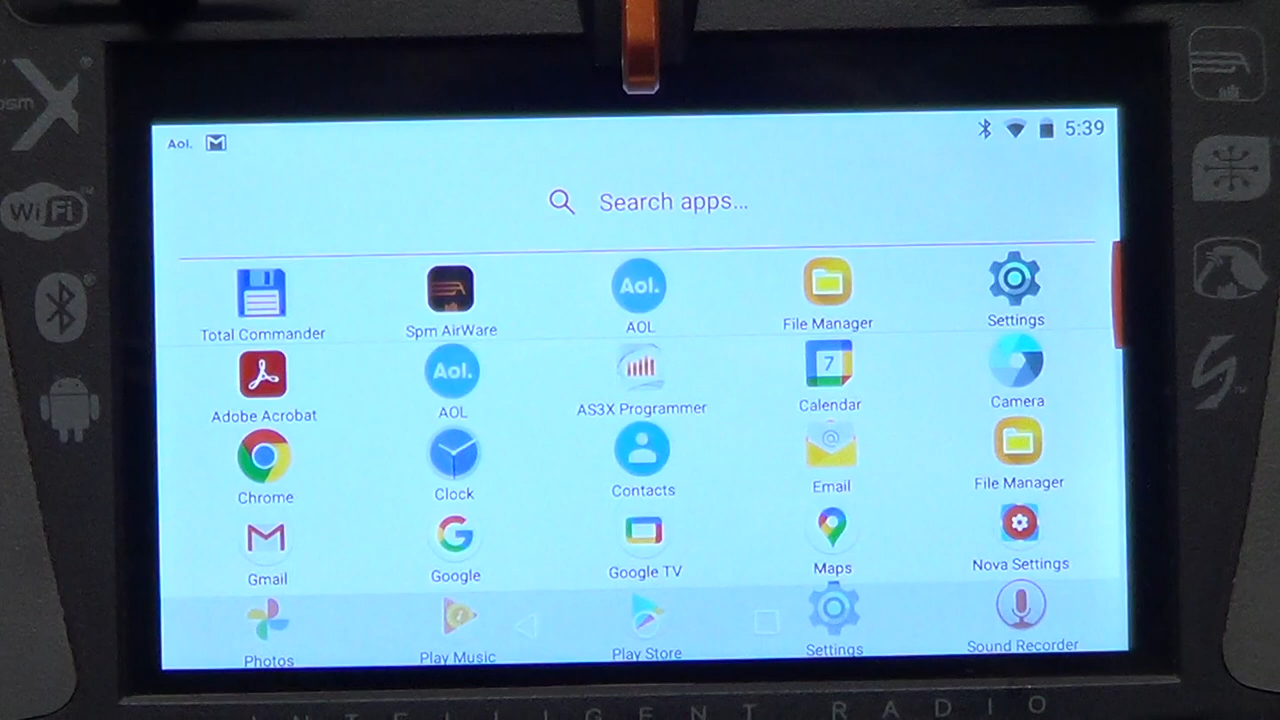 Aol. 5:39
Search apps...
Total Commander Spm AirWare AOL File Manager Settings
Aol.
Adobe Acrobat AOL AS3X Programmer Calendar Camera
Aol. 7
Chrome Clock Contacts Email File Manager
Gmail Google Google TV Maps Nova Settings
Photos Play Music Play Store Settings Sound Recorder
INTELLIGENT RADIO
dsm X
WiFi